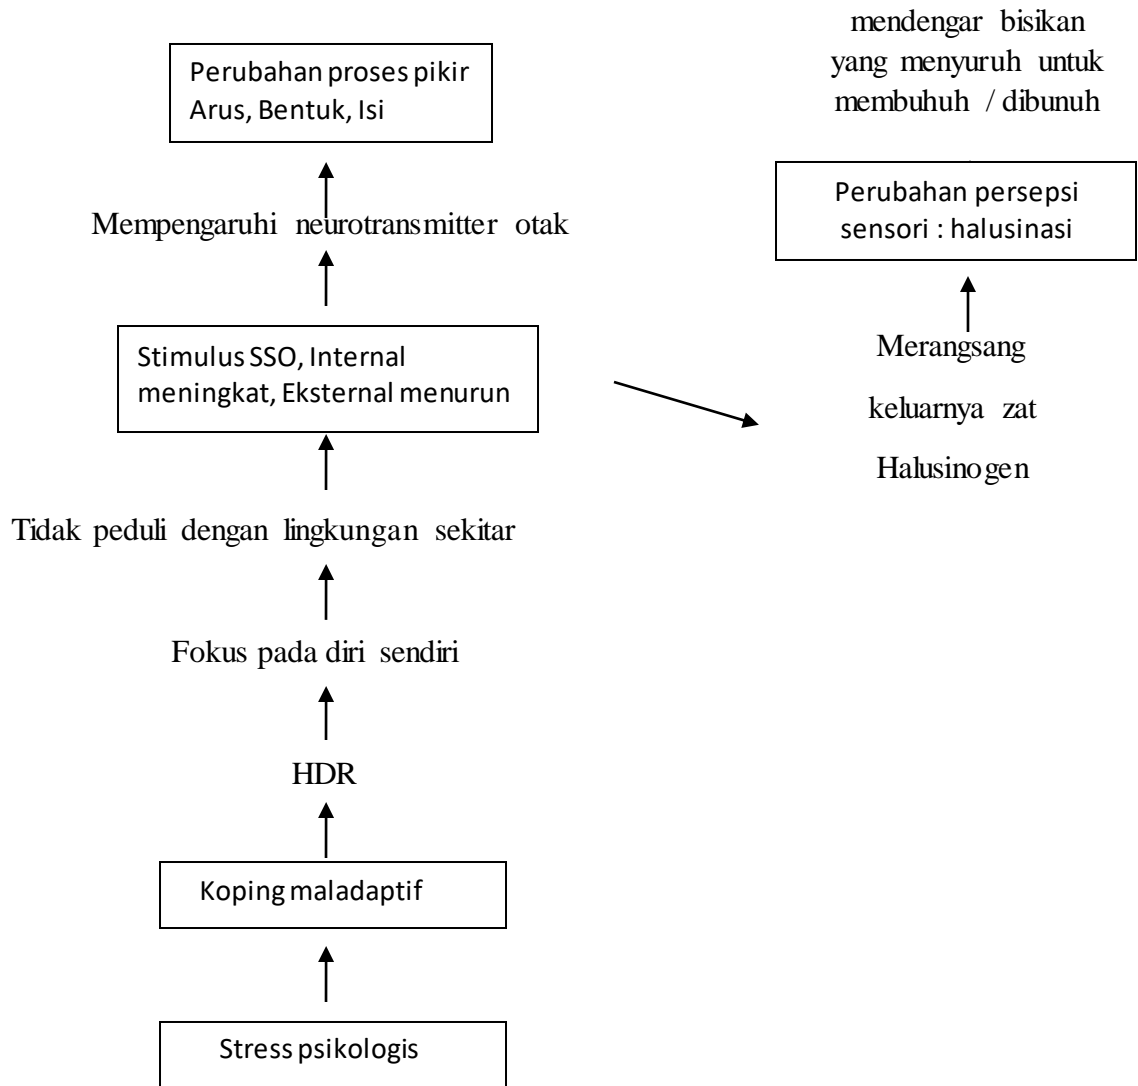 mendengar bisikan
yang menyuruh untuk
membuhuh / dibunuh
Perubahan proses pikir
Arus, Bentuk, Isi
Perubahan persepsi
sensori : halusinasi
Mempengaruhi neurotransmitter otak
Stimulus SSO, Internal
meningkat, Eksternal menurun
Merangsang
keluarnya zat
Halusinogen
Tidak peduli dengan lingkungan sekitar
Fokus pada diri sendiri
HDR
Koping maladaptif
Stress psikologis